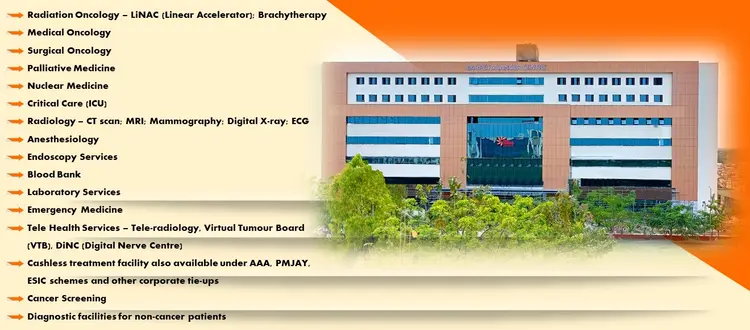 Radiation Oncology – LiNAC (Linear Accelerator); Brachytherapy
Medical Oncology
Surgical Oncology
Palliative Medicine
Nuclear Medicine
Critical Care (ICU)
Radiology – CT scan; MRI; Mammography; Digital X-ray; ECG
Anesthesiology
Endoscopy Services
Blood Bank
Laboratory Services
Emergency Medicine
Tele Health Services – Tele-radiology, Virtual Tumour Board
(VTB), DiNC (Digital Nerve Centre)
Cashless treatment facility also available under AAA, PMJAY,
ESIC schemes and other corporate tie-ups
Cancer Screening
Diagnostic facilities for non-cancer patients
CANCER CENTRE